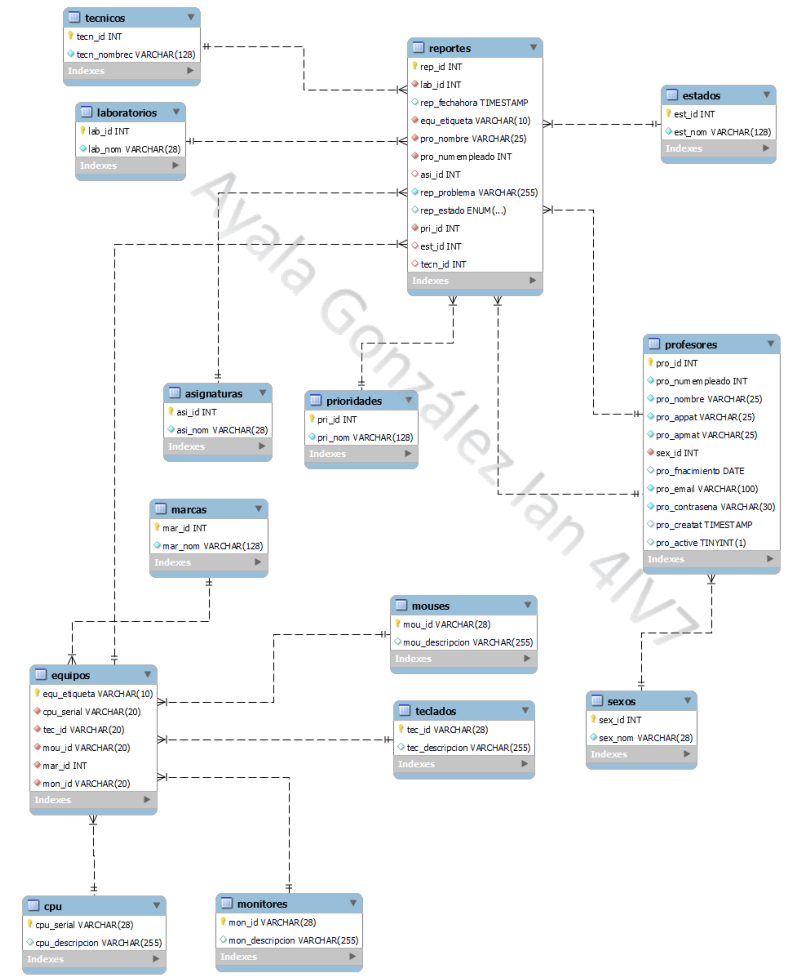 tecnicos
tecn_id INT
tecn_nombrec VARCHAR(128)
Indexes
laboratorios
lab_id INT
lab_nom VARCHAR(28)
Indexes
reportes
rep_id INT
lab_id INT
rep_fechahora TIMESTAMP
equ_etiqueta VARCHAR(10)
pro_nombre VARCHAR(25)
pro_numempleado INT
asi_id INT
rep_problema VARCHAR(255)
rep_estado ENUM(...)
pri_id INT
est_id INT
tecn_id INT
Indexes
estados
est_id INT
est_nom VARCHAR(128)
Indexes
profesores
pro_id INT
pro_numempleado INT
pro_nombre VARCHAR(25)
pro_appat VARCHAR(25)
pro_apmat VARCHAR(25)
sex_id INT
pro_fnacimiento DATE
pro_email VARCHAR(100)
pro_contrasena VARCHAR(30)
pro_creatat TIMESTAMP
pro_active TINYINT(1)
Indexes
asignaturas
asi_id INT
asi_nom VARCHAR(28)
Indexes
prioridades
pri_id INT
pri_nom VARCHAR(128)
Indexes
marcas
mar_id INT
mar_nom VARCHAR(128)
Indexes
mouses
mou_id VARCHAR(28)
mou_descripcion VARCHAR(255)
Indexes
equipos
equ_etiqueta VARCHAR(10)
cpu_serial VARCHAR(20)
tec_id VARCHAR(20)
mou_id VARCHAR(20)
mar_id INT
mon_id VARCHAR(20)
Indexes
teclados
tec_id VARCHAR(28)
tec_descripcion VARCHAR(255)
Indexes
sexos
sex_id INT
sex_nom VARCHAR(28)
Indexes
cpu
cpu_serial VARCHAR(28)
cpu_descripcion VARCHAR(255)
Indexes
monitores
mon_id VARCHAR(28)
mon_descripcion VARCHAR(255)
Indexes
Ayala González Ian 4IV7